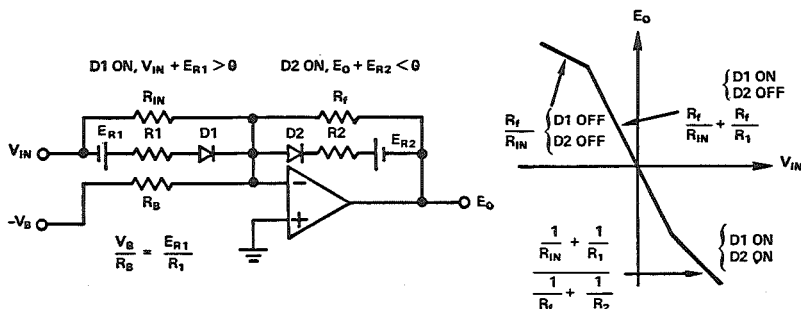 D1 ON, VIN + ER1 > 0
D2 ON, EO + ER2 < 0
RIN
Rf
ER1
R1
D1
D2
R2
ER2
VIN
RB
-VB
−
+
EO
VB/RB = ER1/R1
EO
VIN
{D1 ON
D2 OFF
Rf/RIN {D1 OFF
D2 OFF
Rf/RIN + Rf/R1
1/RIN + 1/R1
1/Rf + 1/R2
{D1 ON
D2 ON